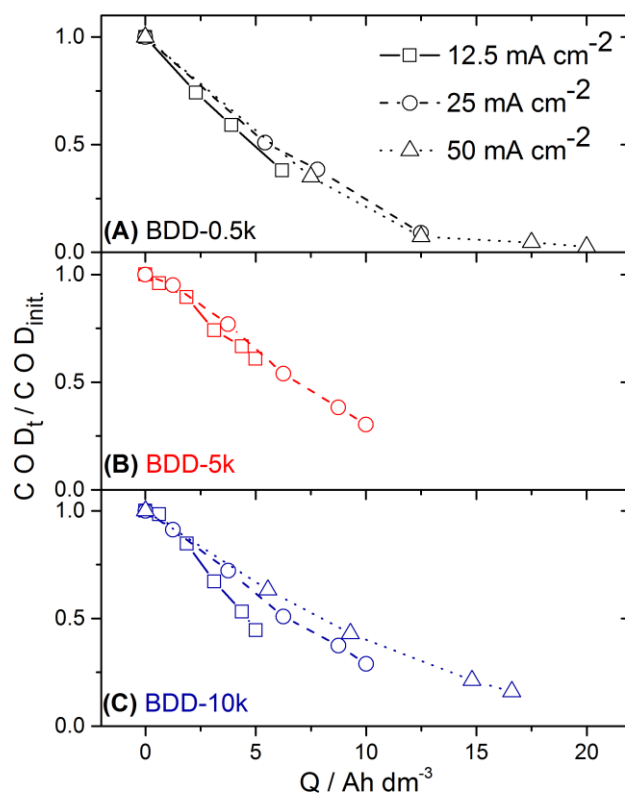 1.0
12.5 mA cm⁻²
25 mA cm⁻²
0.5
50 mA cm⁻²
(A) BDD-0.5k
0.0
1.0
0.5
(B) BDD-5k
0.0
1.0
0.5
(C) BDD-10k
0.0
0 5 10 15 20
Q / Ah dm⁻³
C O Dₜ / C O D_init.